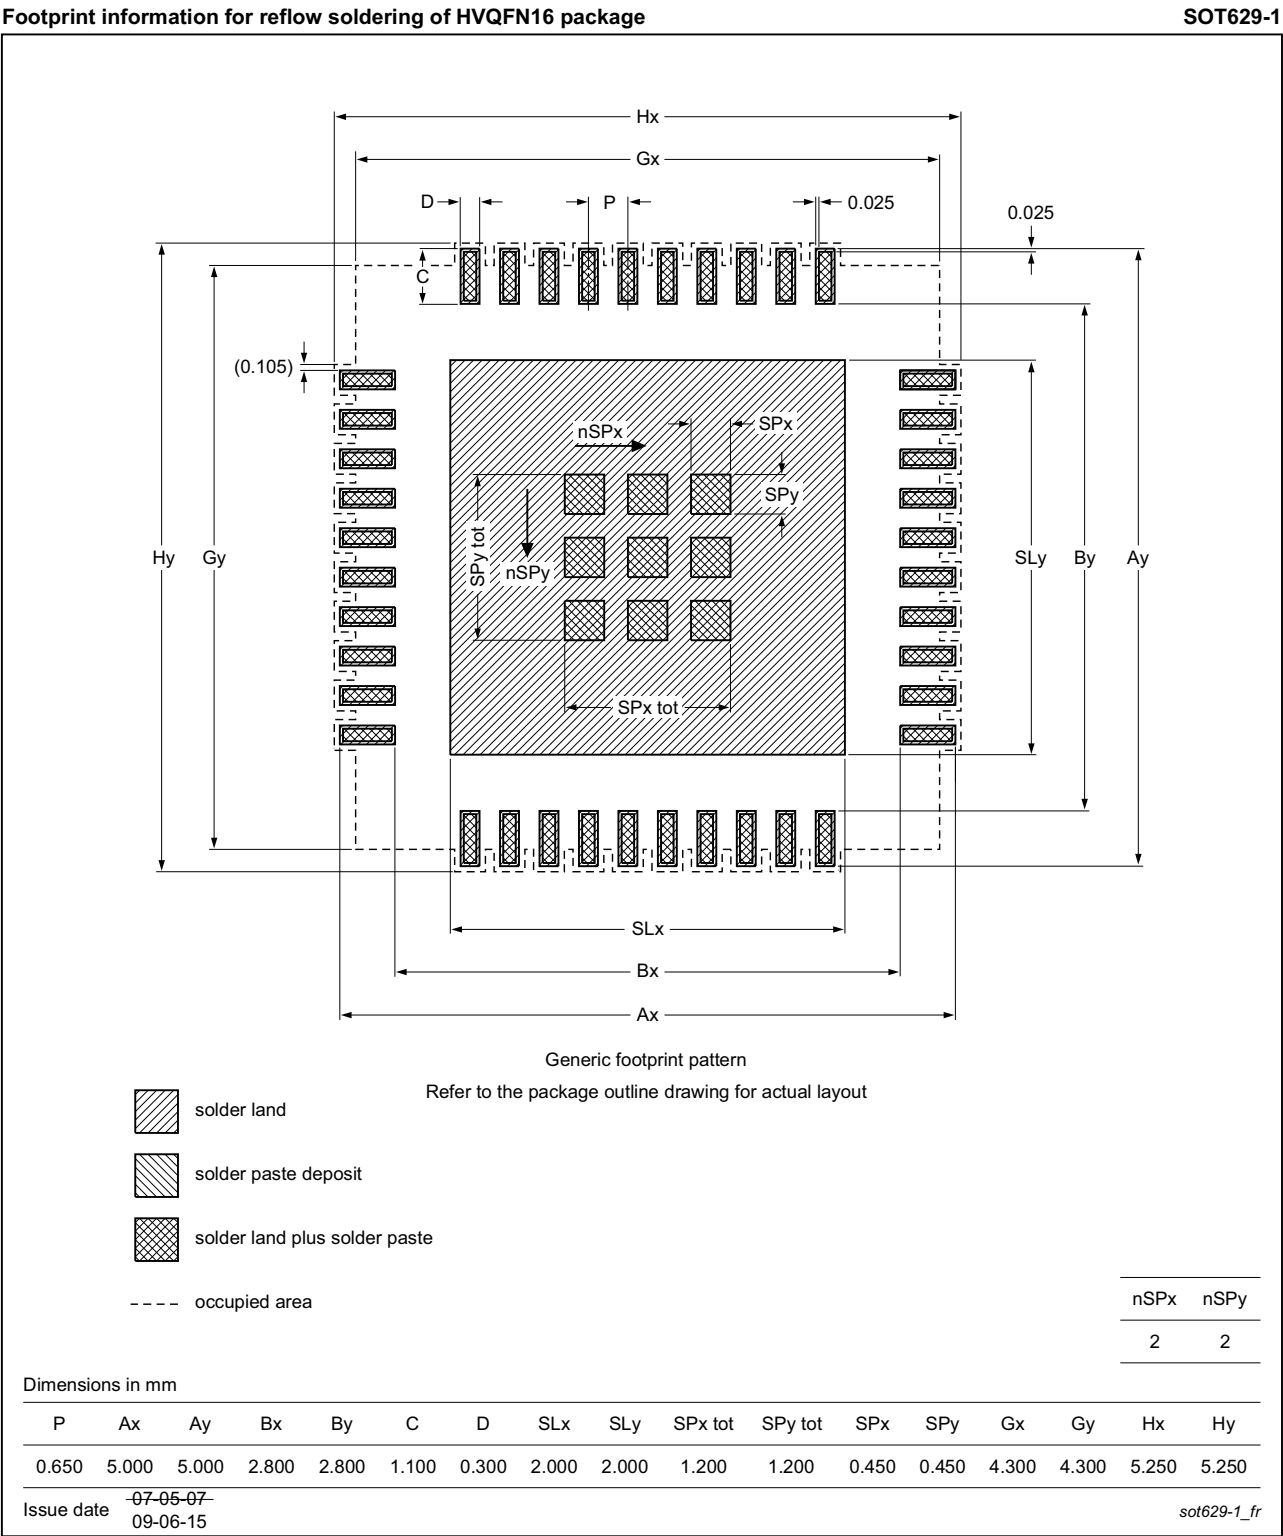 Footprint information for reflow soldering of HVQFN16 package SOT629-1
Hx
Gx
D P 0.025
0.025
C
(0.105)
nSPx
SPx
SPy
SPy tot
nSPy
Hy Gy SLy By Ay
SPx tot
SLx
Bx
Ax
Generic footprint pattern
Refer to the package outline drawing for actual layout
solder land
solder paste deposit
solder land plus solder paste
occupied area
nSPx nSPy
2 2
Dimensions in mm
P Ax Ay Bx By C D SLx SLy SPx tot SPy tot SPx SPy Gx Gy Hx Hy
0.650 5.000 5.000 2.800 2.800 1.100 0.300 2.000 2.000 1.200 1.200 0.450 0.450 4.300 4.300 5.250 5.250
Issue date 07-05-07
09-06-15
sot629-1_fr